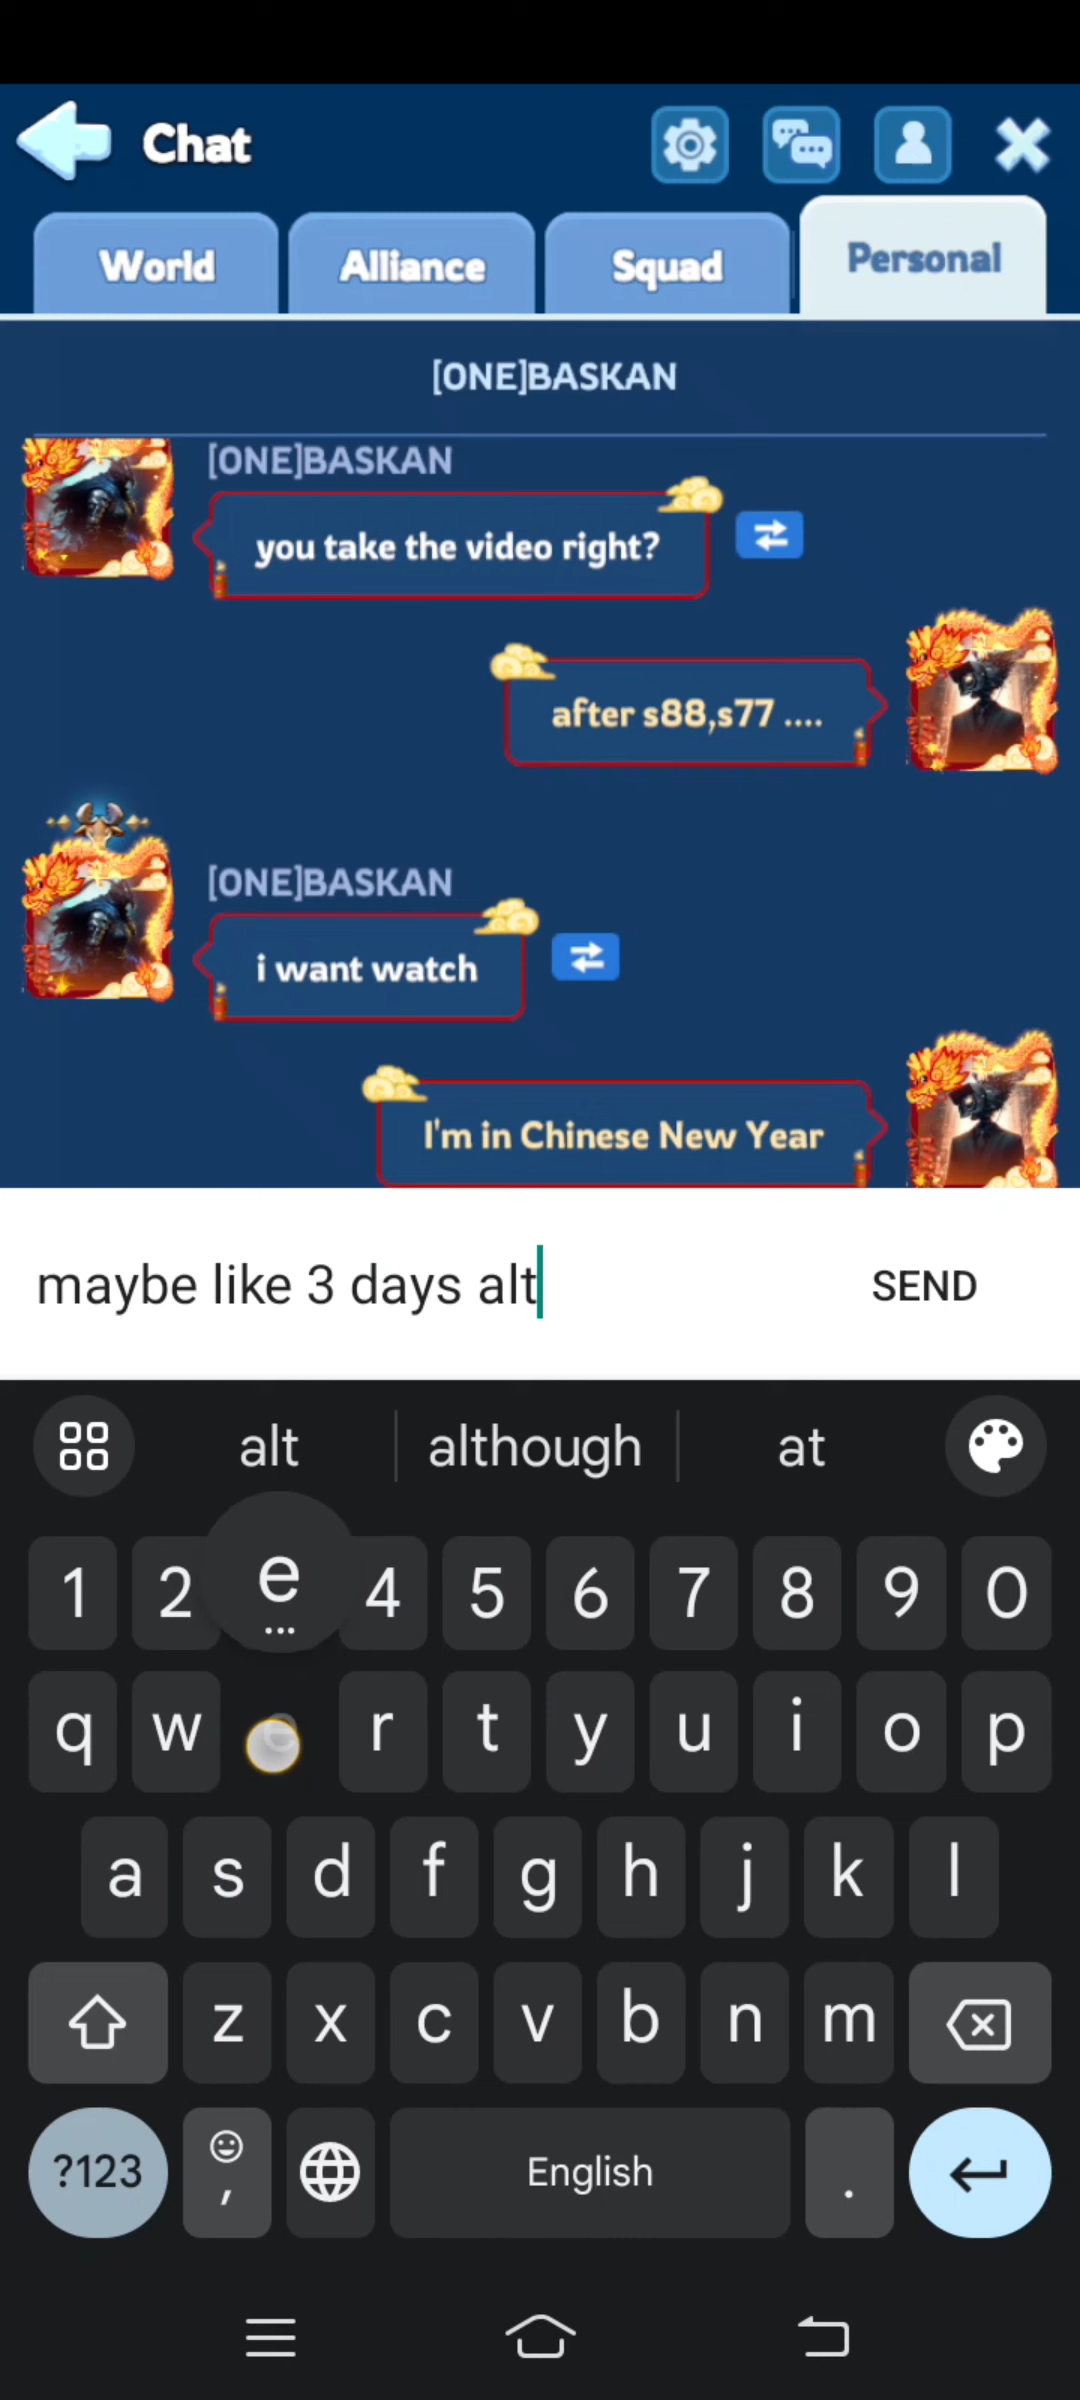 Chat
World Alliance Squad Personal
[ONE]BASKAN
[ONE]BASKAN
you take the video right?
after s88,s77 ....
[ONE]BASKAN
i want watch
I'm in Chinese New Year
maybe like 3 days alt SEND
alt although at
e
...
1 2 4 5 6 7 8 9 0
q w e r t y u i o p
a s d f g h j k l
z x c v b n m
?123 , English .